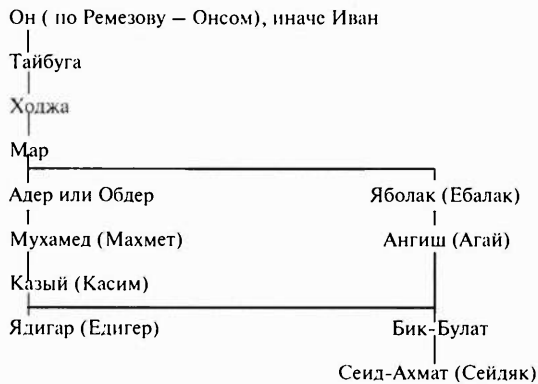 Он ( по Ремезову — Онсом), иначе Иван
Тайбуга
Ходжа
Мар
Адер или Обдер Яболак (Ебалак)
Мухамед (Махмет) Ангиш (Агай)
Казый (Касим)
Ядигар (Едигер) Бик-Булат
Сеид-Ахмат (Сейдяк)